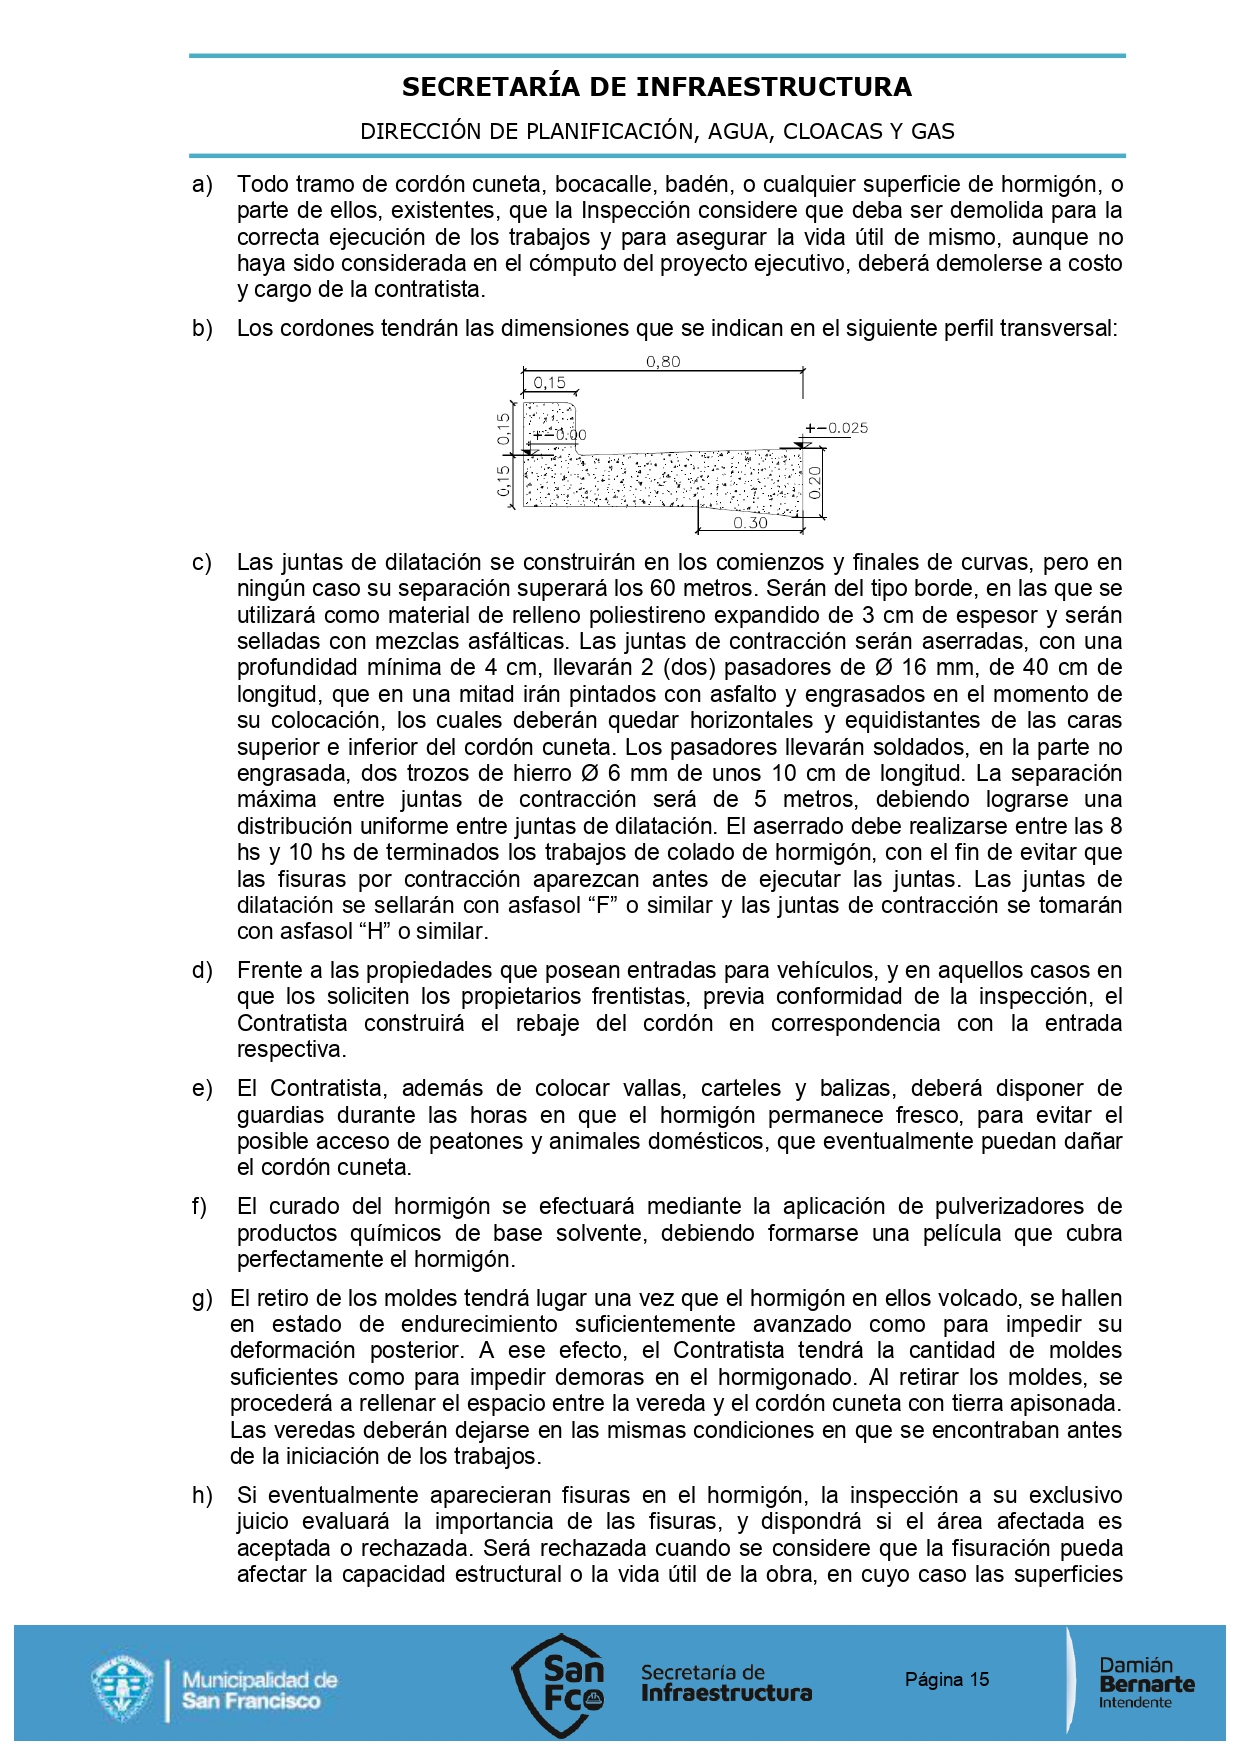 SECRETARÍA DE INFRAESTRUCTURA
DIRECCIÓN DE PLANIFICACIÓN, AGUA, CLOACAS Y GAS
a) Todo tramo de cordón cuneta, bocacalle, badén, o cualquier superficie de hormigón, o
parte de ellos, existentes, que la Inspección considere que deba ser demolida para la
correcta ejecución de los trabajos y para asegurar la vida útil de mismo, aunque no
haya sido considerada en el cómputo del proyecto ejecutivo, deberá demolerse a costo
y cargo de la contratista.
b) Los cordones tendrán las dimensiones que se indican en el siguiente perfil transversal:
0,80
0,15
0,15
+-0.00
+-0.025
0,15
0.20
0.30
c) Las juntas de dilatación se construirán en los comienzos y finales de curvas, pero en
ningún caso su separación superará los 60 metros. Serán del tipo borde, en las que se
utilizará como material de relleno poliestireno expandido de 3 cm de espesor y serán
selladas con mezclas asfálticas. Las juntas de contracción serán aserradas, con una
profundidad mínima de 4 cm, llevarán 2 (dos) pasadores de Ø 16 mm, de 40 cm de
longitud, que en una mitad irán pintados con asfalto y engrasados en el momento de
su colocación, los cuales deberán quedar horizontales y equidistantes de las caras
superior e inferior del cordón cuneta. Los pasadores llevarán soldados, en la parte no
engrasada, dos trozos de hierro Ø 6 mm de unos 10 cm de longitud. La separación
máxima entre juntas de contracción será de 5 metros, debiendo lograrse una
distribución uniforme entre juntas de dilatación. El aserrado debe realizarse entre las 8
hs y 10 hs de terminados los trabajos de colado de hormigón, con el fin de evitar que
las fisuras por contracción aparezcan antes de ejecutar las juntas. Las juntas de
dilatación se sellarán con asfasol “F” o similar y las juntas de contracción se tomarán
con asfasol “H” o similar.
d) Frente a las propiedades que posean entradas para vehículos, y en aquellos casos en
que los soliciten los propietarios frentistas, previa conformidad de la inspección, el
Contratista construirá el rebaje del cordón en correspondencia con la entrada
respectiva.
e) El Contratista, además de colocar vallas, carteles y balizas, deberá disponer de
guardias durante las horas en que el hormigón permanece fresco, para evitar el
posible acceso de peatones y animales domésticos, que eventualmente puedan dañar
el cordón cuneta.
f) El curado del hormigón se efectuará mediante la aplicación de pulverizadores de
productos químicos de base solvente, debiendo formarse una película que cubra
perfectamente el hormigón.
g) El retiro de los moldes tendrá lugar una vez que el hormigón en ellos volcado, se hallen
en estado de endurecimiento suficientemente avanzado como para impedir su
deformación posterior. A ese efecto, el Contratista tendrá la cantidad de moldes
suficientes como para impedir demoras en el hormigonado. Al retirar los moldes, se
procederá a rellenar el espacio entre la vereda y el cordón cuneta con tierra apisonada.
Las veredas deberán dejarse en las mismas condiciones en que se encontraban antes
de la iniciación de los trabajos.
h) Si eventualmente aparecieran fisuras en el hormigón, la inspección a su exclusivo
juicio evaluará la importancia de las fisuras, y dispondrá si el área afectada es
aceptada o rechazada. Será rechazada cuando se considere que la fisuración pueda
afectar la capacidad estructural o la vida útil de la obra, en cuyo caso las superficies
Municipalidad de
San Francisco
San
Fco
Secretaría de
Infraestructura
Página 15
Damián
Bernarte
Intendente